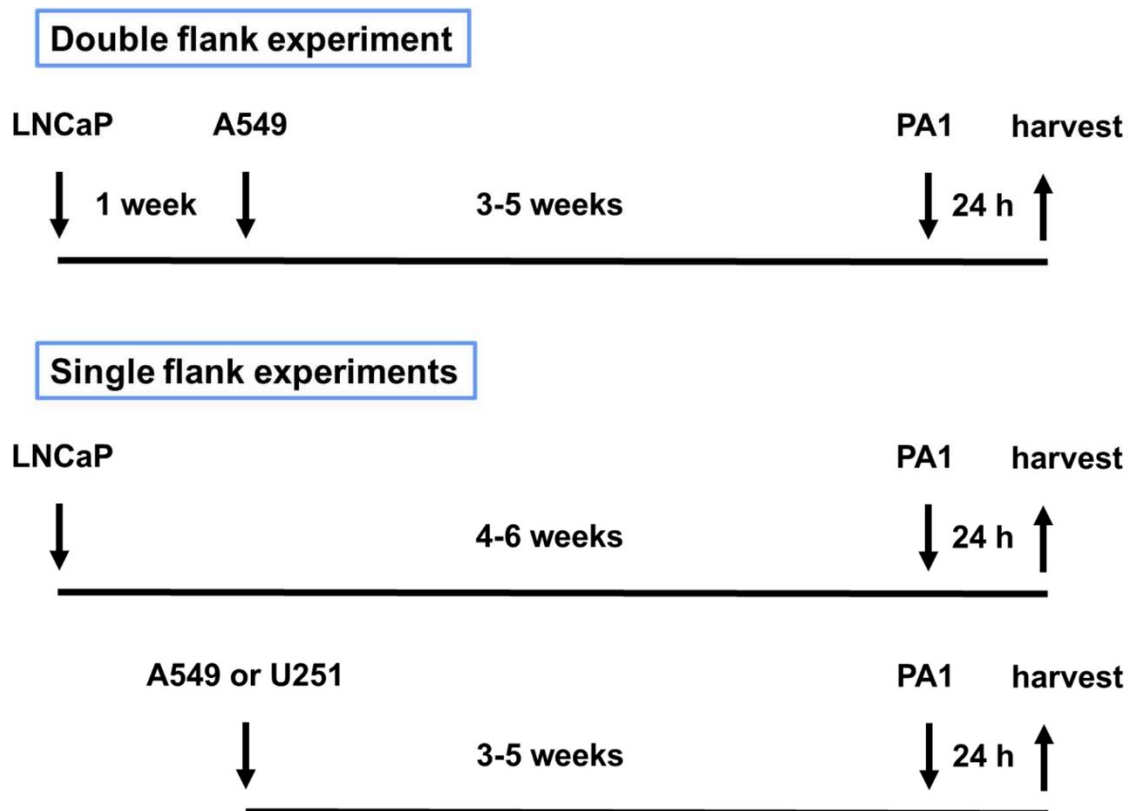 Double flank experiment
LNCaP A549 PA1 harvest
1 week 3-5 weeks 24 h
Single flank experiments
LNCaP PA1 harvest
4-6 weeks 24 h
A549 or U251 PA1 harvest
3-5 weeks 24 h